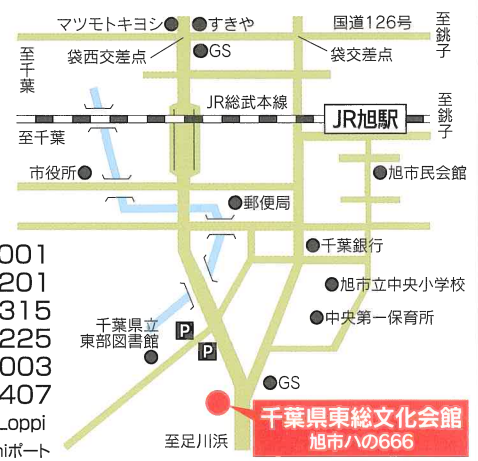 マツモトキヨシ
すきや
国道126号
至銚子
GS
袋西交差点
袋交差点
至千葉
JR総武本線
JR旭駅
至銚子
至千葉
市役所
旭市民会館
郵便局
千葉銀行
旭市立中央小学校
中央第一保育所
千葉県立
東部図書館
P
P
GS
千葉県東総文化会館
旭市ハの666
至足川浜
001
201
315
225
003
407
Loppi
niポート